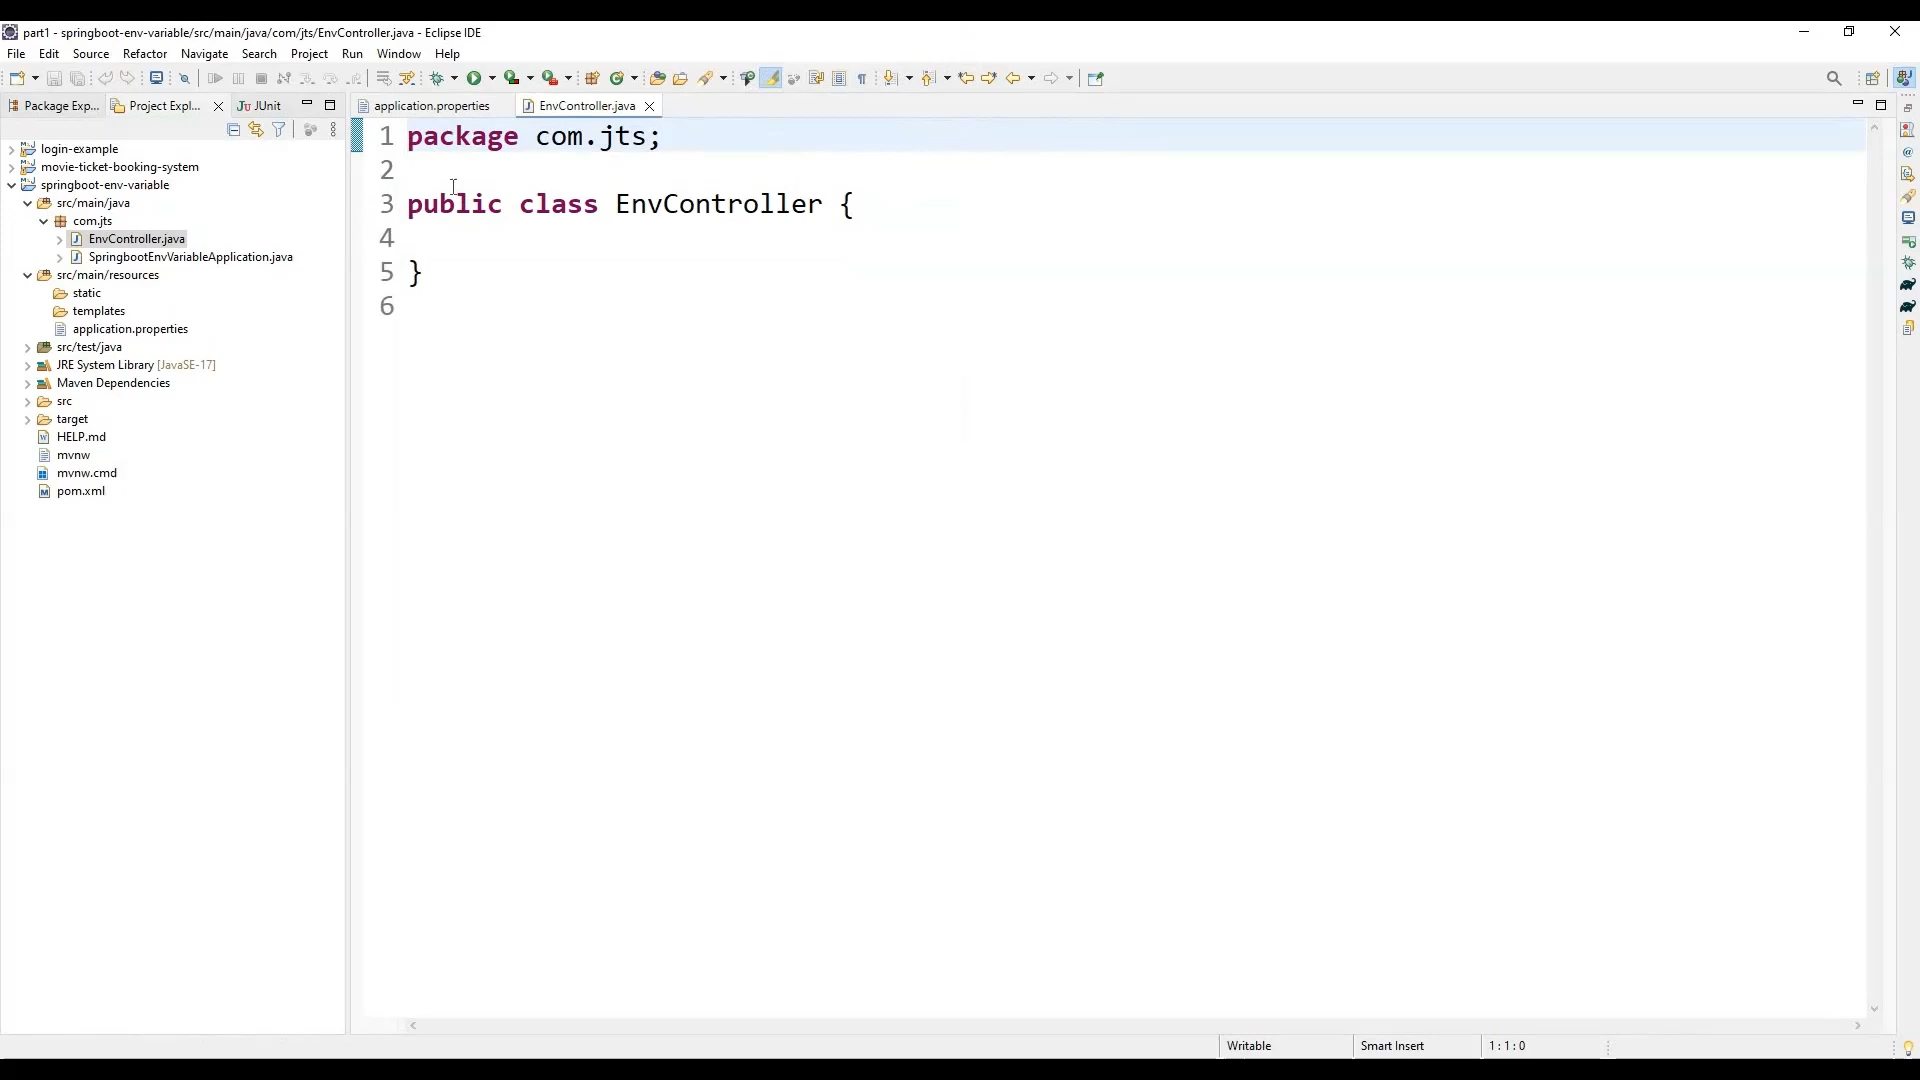 part1 - springboot-env-variable/src/main/java/com/jts/EnvController.java - Eclipse IDE
File Edit Source Refactor Navigate Search Project Run Window Help
Package Exp... Project Expl... JUnit application.properties EnvController.java
login-example
movie-ticket-booking-system
springboot-env-variable
src/main/java
com.jts
EnvController.java
SpringbootEnvVariableApplication.java
src/main/resources
static
templates
application.properties
src/test/java
JRE System Library [JavaSE-17]
Maven Dependencies
src
target
HELP.md
mvnw
mvnw.cmd
pom.xml
1 package com.jts;
2
3 public class EnvController {
4
5 }
6
Writable Smart Insert 1 : 1 : 0